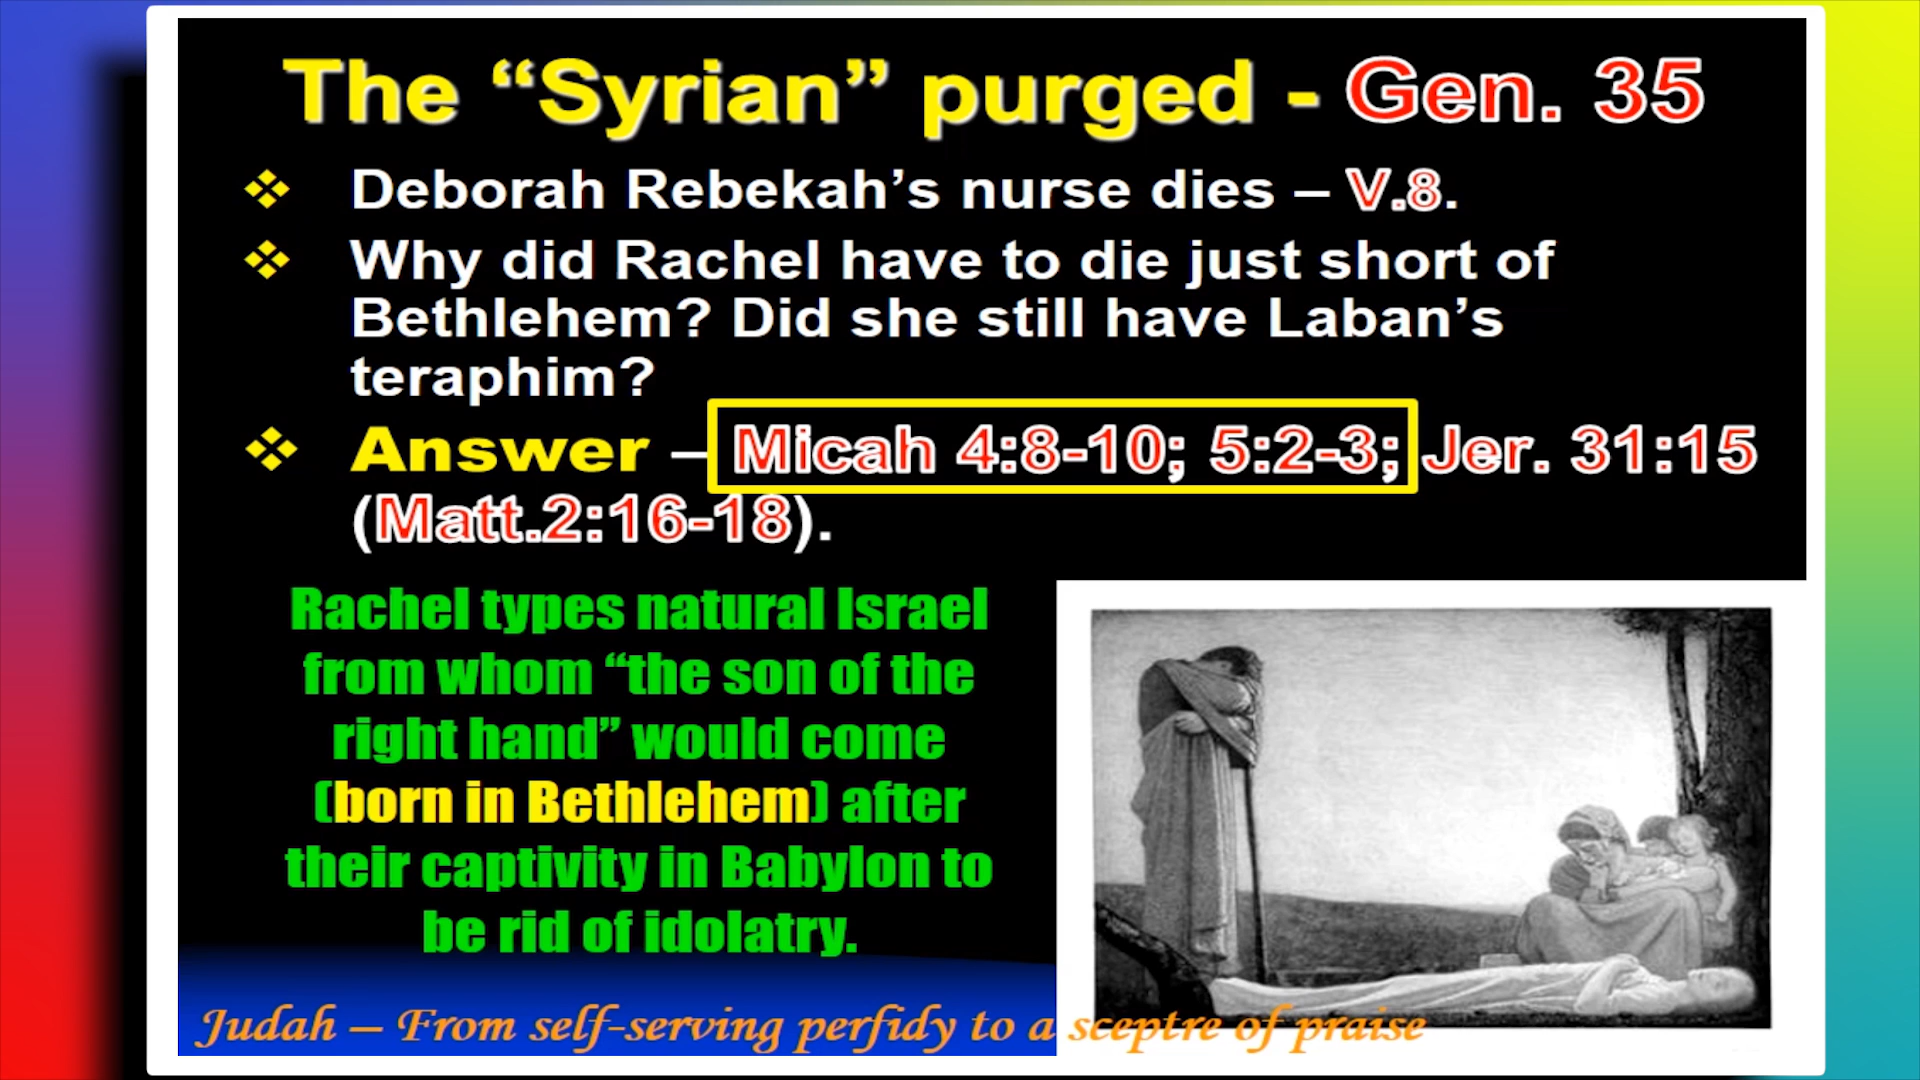 The “Syrian” purged - Gen. 35
❖ Deborah Rebekah’s nurse dies – V.8.
❖ Why did Rachel have to die just short of
Bethlehem? Did she still have Laban’s
teraphim?
❖ Answer – Micah 4:8-10; 5:2-3; Jer. 31:15
(Matt.2:16-18).
Rachel types natural Israel
from whom “the son of the
right hand” would come
(born in Bethlehem) after
their captivity in Babylon to
be rid of idolatry.
Judah – From self-serving perfidy to a sceptre of praise